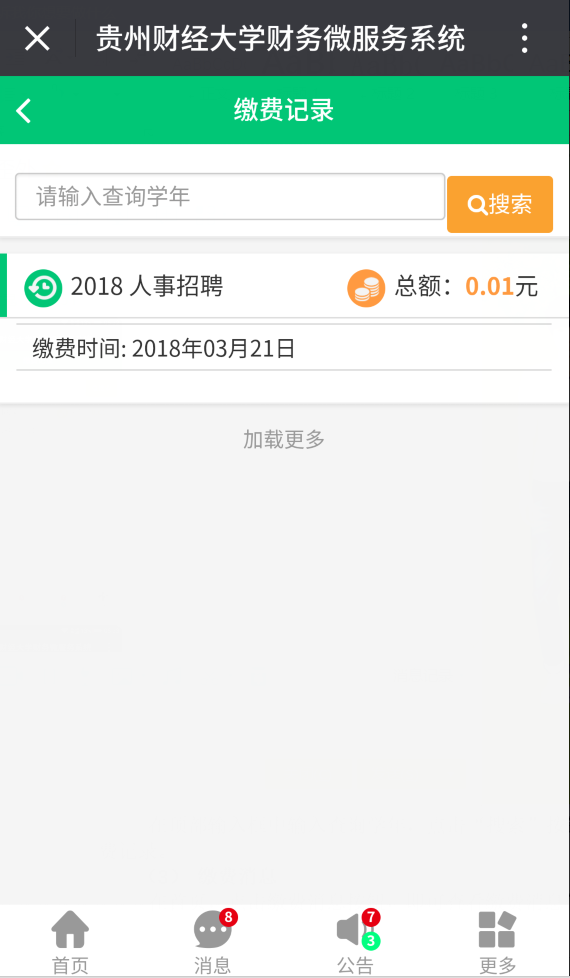 贵州财经大学财务微服务系统
缴费记录
请输入查询学年
搜索
2018 人事招聘 总额：0.01元
缴费时间: 2018年03月21日
加载更多
8 7
3
首页 消息 公告 更多